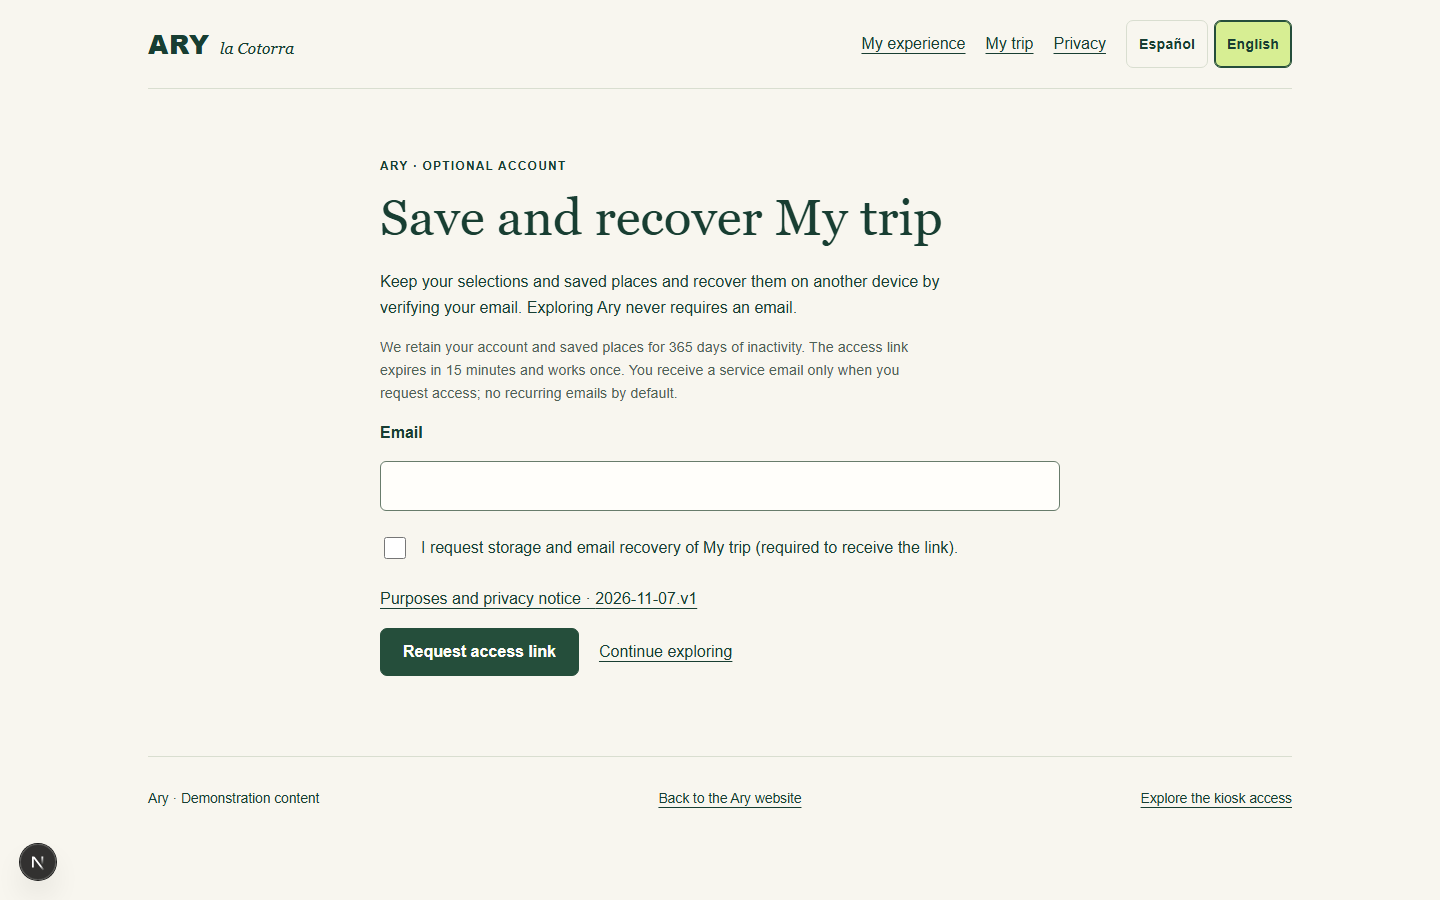 ARY la Cotorra
My experience
My trip
Privacy
Español
English
ARY · OPTIONAL ACCOUNT
Save and recover My trip
Keep your selections and saved places and recover them on another device by
verifying your email. Exploring Ary never requires an email.
We retain your account and saved places for 365 days of inactivity. The access link
expires in 15 minutes and works once. You receive a service email only when you
request access; no recurring emails by default.
Email
I request storage and email recovery of My trip (required to receive the link).
Purposes and privacy notice · 2026-11-07.v1
Request access link
Continue exploring
Ary · Demonstration content
Back to the Ary website
Explore the kiosk access
N